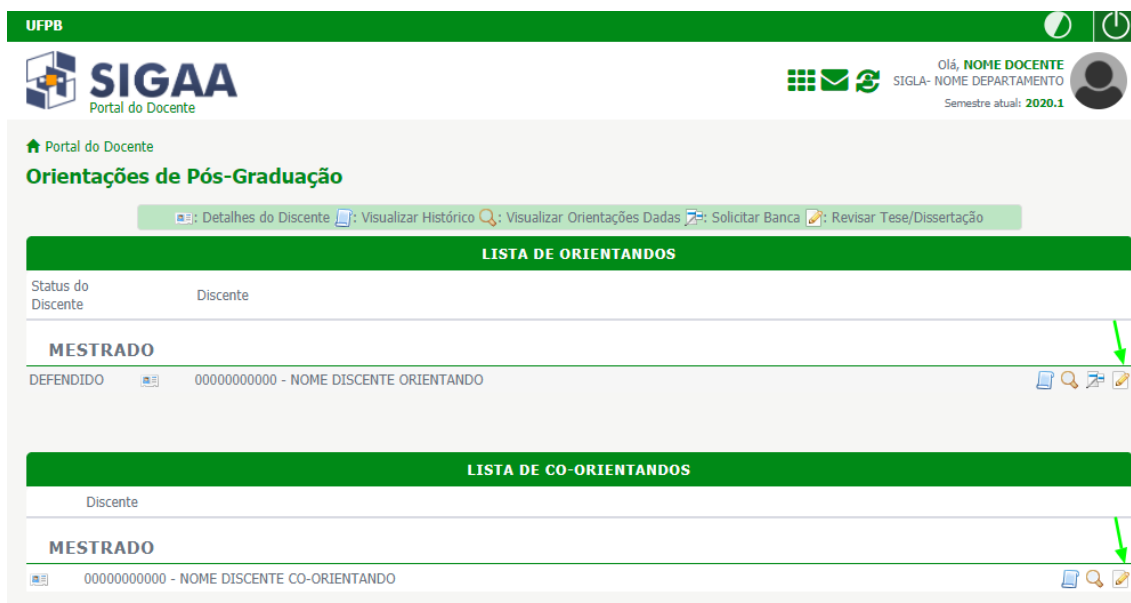 UFPB
SIGAA
Portal do Docente
Olá, NOME DOCENTE
SIGLA- NOME DEPARTAMENTO
Semestre atual: 2020.1
Portal do Docente
Orientações de Pós-Graduação
: Detalhes do Discente : Visualizar Histórico : Visualizar Orientações Dadas : Solicitar Banca : Revisar Tese/Dissertação
LISTA DE ORIENTANDOS
Status do
Discente
Discente
MESTRADO
DEFENDIDO 00000000000 - NOME DISCENTE ORIENTANDO
LISTA DE CO-ORIENTANDOS
Discente
MESTRADO
00000000000 - NOME DISCENTE CO-ORIENTANDO